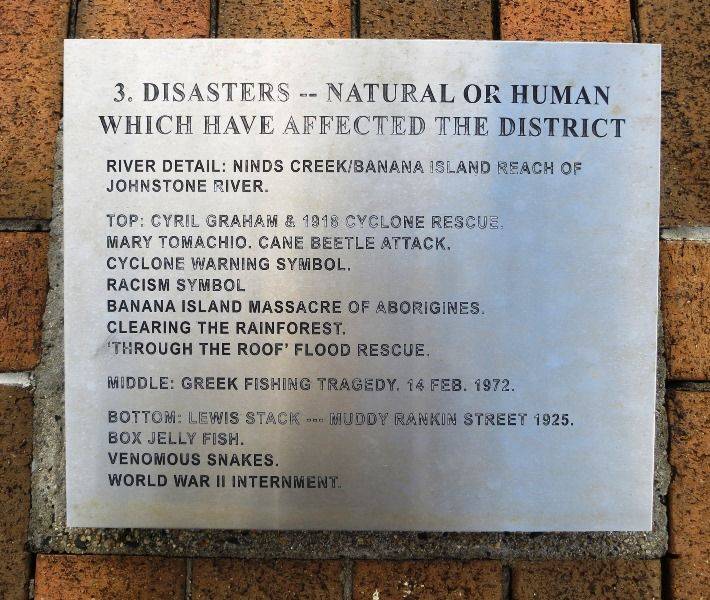 3. DISASTERS -- NATURAL OR HUMAN
WHICH HAVE AFFECTED THE DISTRICT
RIVER DETAIL: NINDS CREEK/BANANA ISLAND REACH OF
JOHNSTONE RIVER.
TOP: CYRIL GRAHAM & 1918 CYCLONE RESCUE.
MARY TOMACHIO. CANE BEETLE ATTACK.
CYCLONE WARNING SYMBOL.
RACISM SYMBOL
BANANA ISLAND MASSACRE OF ABORIGINES.
CLEARING THE RAINFOREST.
'THROUGH THE ROOF' FLOOD RESCUE.
MIDDLE: GREEK FISHING TRAGEDY. 14 FEB. 1972.
BOTTOM: LEWIS STACK --- MUDDY RANKIN STREET 1925.
BOX JELLY FISH.
VENOMOUS SNAKES.
WORLD WAR II INTERNMENT.